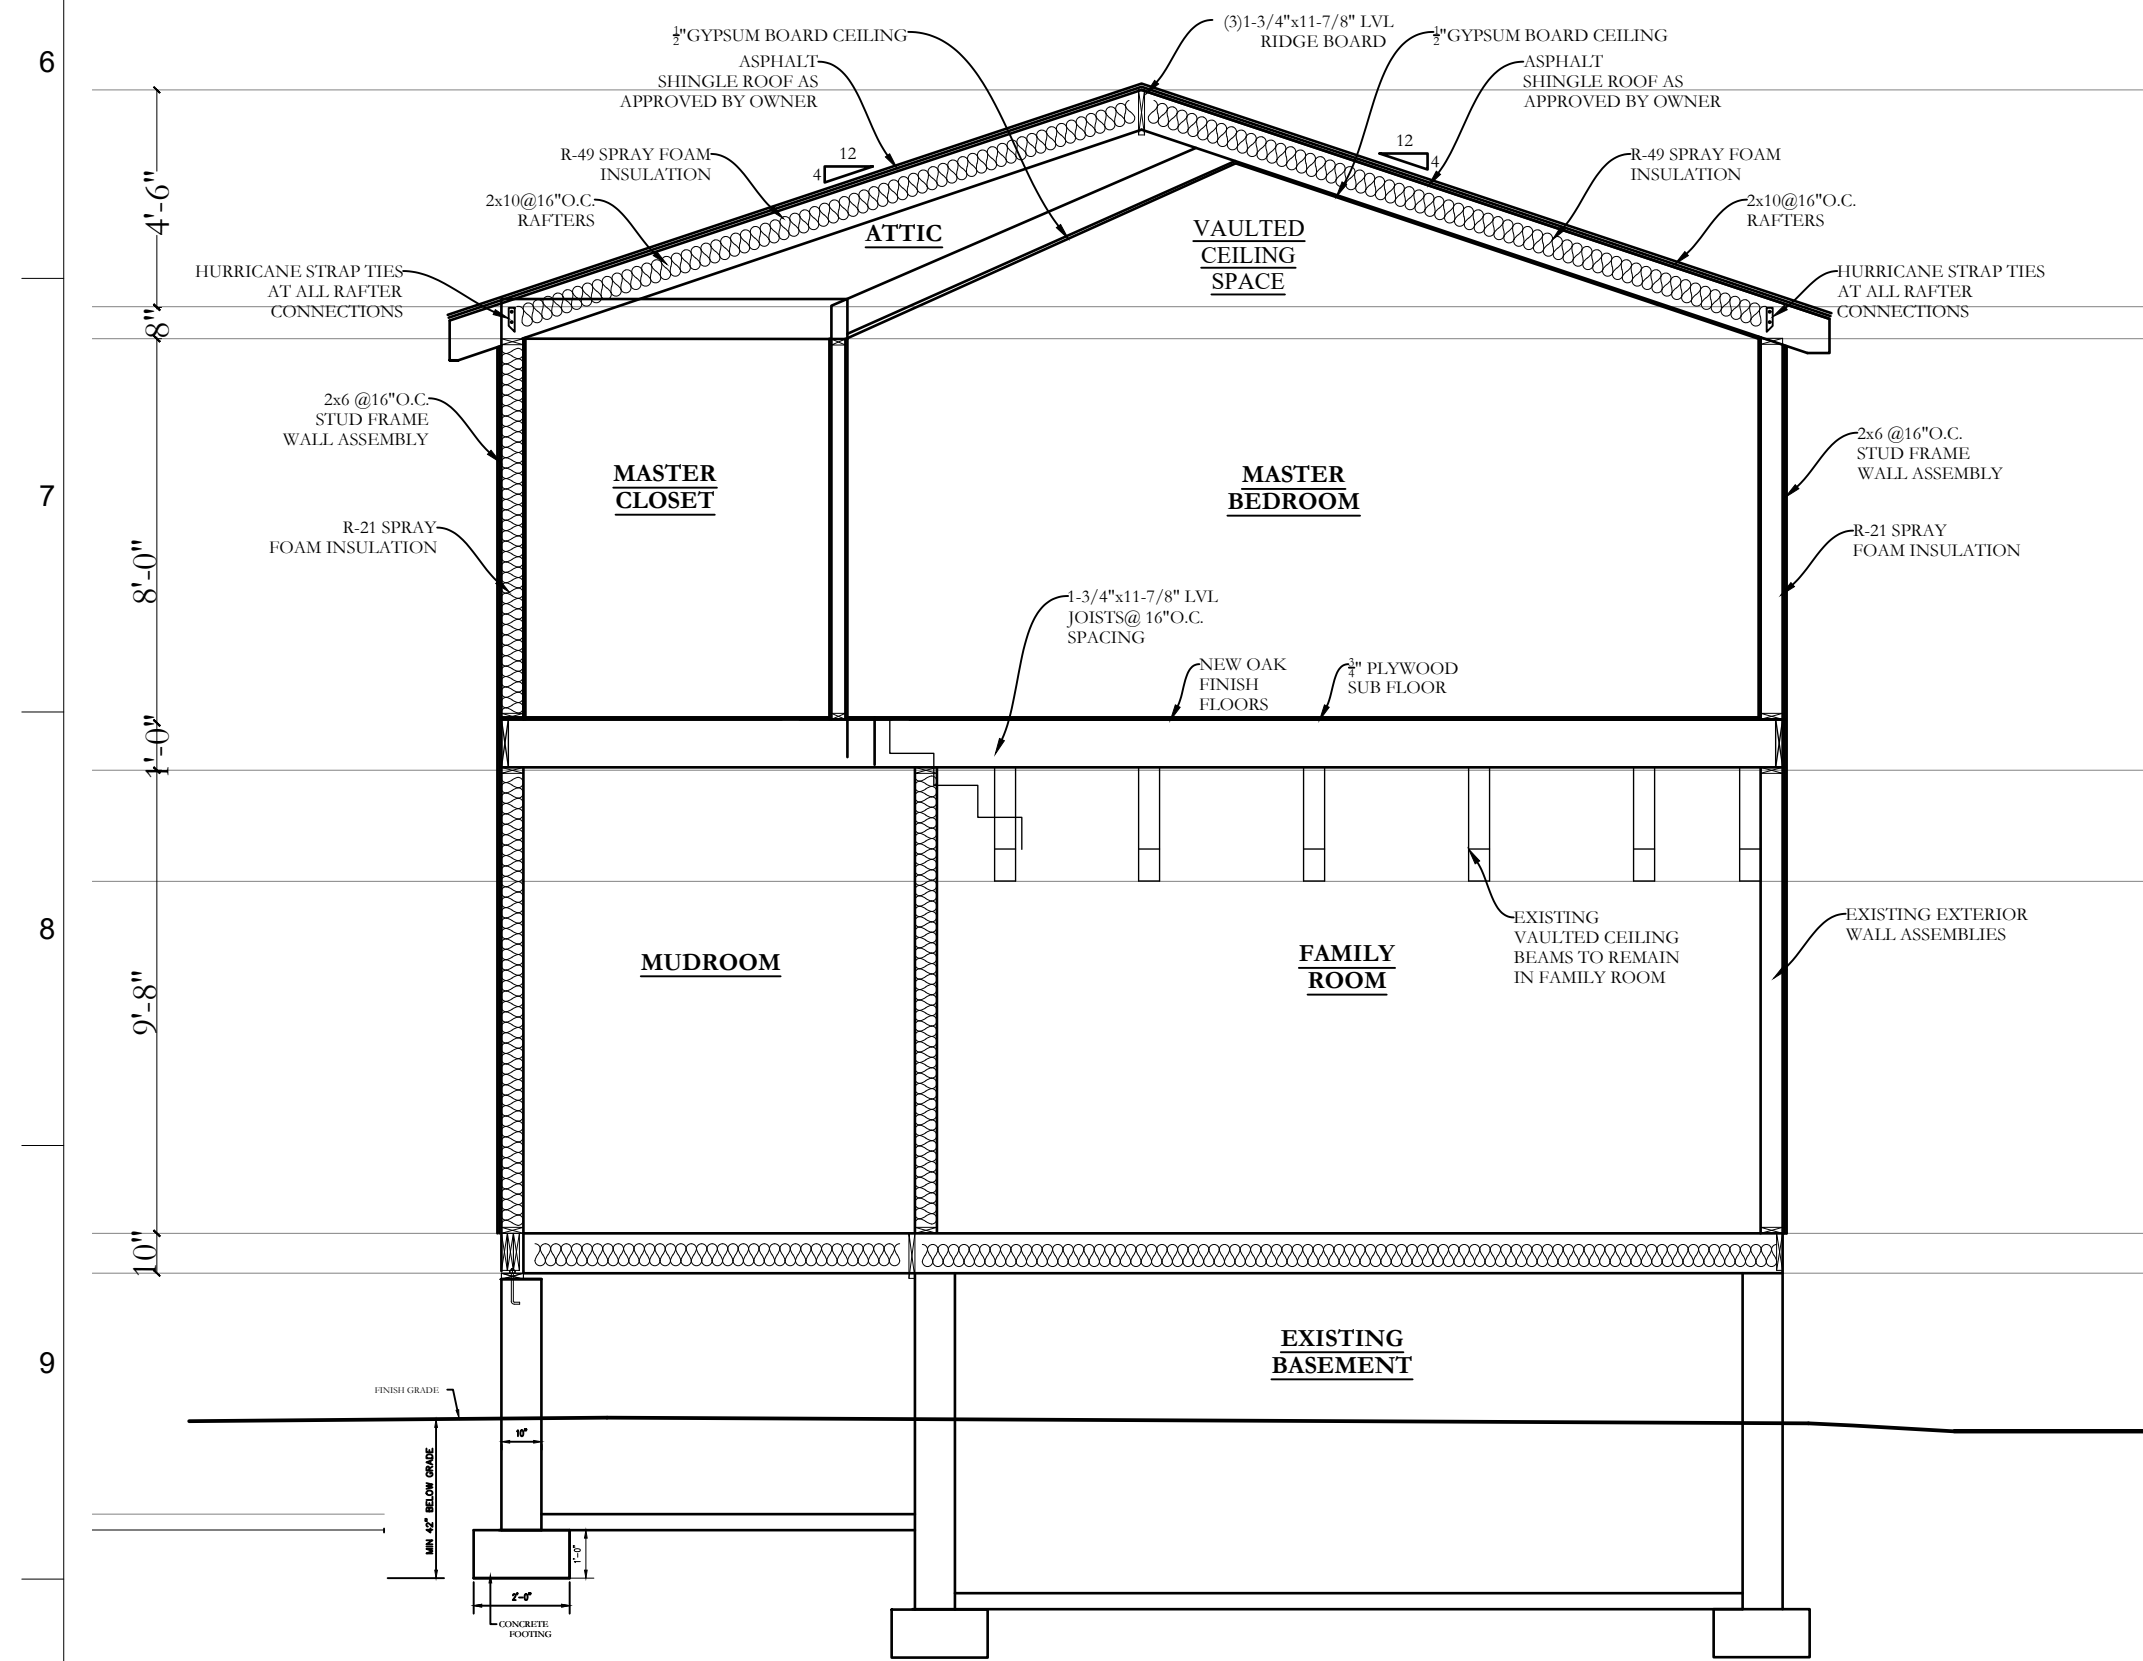 6
7
8
9
4'-6"
8"
8'-0"
1'-0"
9'-8"
10"
½"GYPSUM BOARD CEILING
ASPHALT
SHINGLE ROOF AS
APPROVED BY OWNER
R-49 SPRAY FOAM
INSULATION
2x10@16"O.C.
RAFTERS
HURRICANE STRAP TIES
AT ALL RAFTER
CONNECTIONS
12
4
ATTIC
(3)1-3/4"x11-7/8" LVL
RIDGE BOARD
½"GYPSUM BOARD CEILING
ASPHALT
SHINGLE ROOF AS
APPROVED BY OWNER
12
4
R-49 SPRAY FOAM
INSULATION
2x10@16"O.C.
RAFTERS
HURRICANE STRAP TIES
AT ALL RAFTER
CONNECTIONS
VAULTED
CEILING
SPACE
2x6 @16"O.C.
STUD FRAME
WALL ASSEMBLY
R-21 SPRAY
FOAM INSULATION
MASTER
CLOSET
MASTER
BEDROOM
2x6 @16"O.C.
STUD FRAME
WALL ASSEMBLY
R-21 SPRAY
FOAM INSULATION
1-3/4"x11-7/8" LVL
JOISTS@ 16"O.C.
SPACING
NEW OAK
FINISH
FLOORS
¾" PLYWOOD
SUB FLOOR
MUDROOM
FAMILY
ROOM
EXISTING
VAULTED CEILING
BEAMS TO REMAIN
IN FAMILY ROOM
EXISTING EXTERIOR
WALL ASSEMBLIES
EXISTING
BASEMENT
FINISH GRADE
10"
MIN 42" BELOW GRADE
1'-0"
2'-0"
CONCRETE
FOOTING